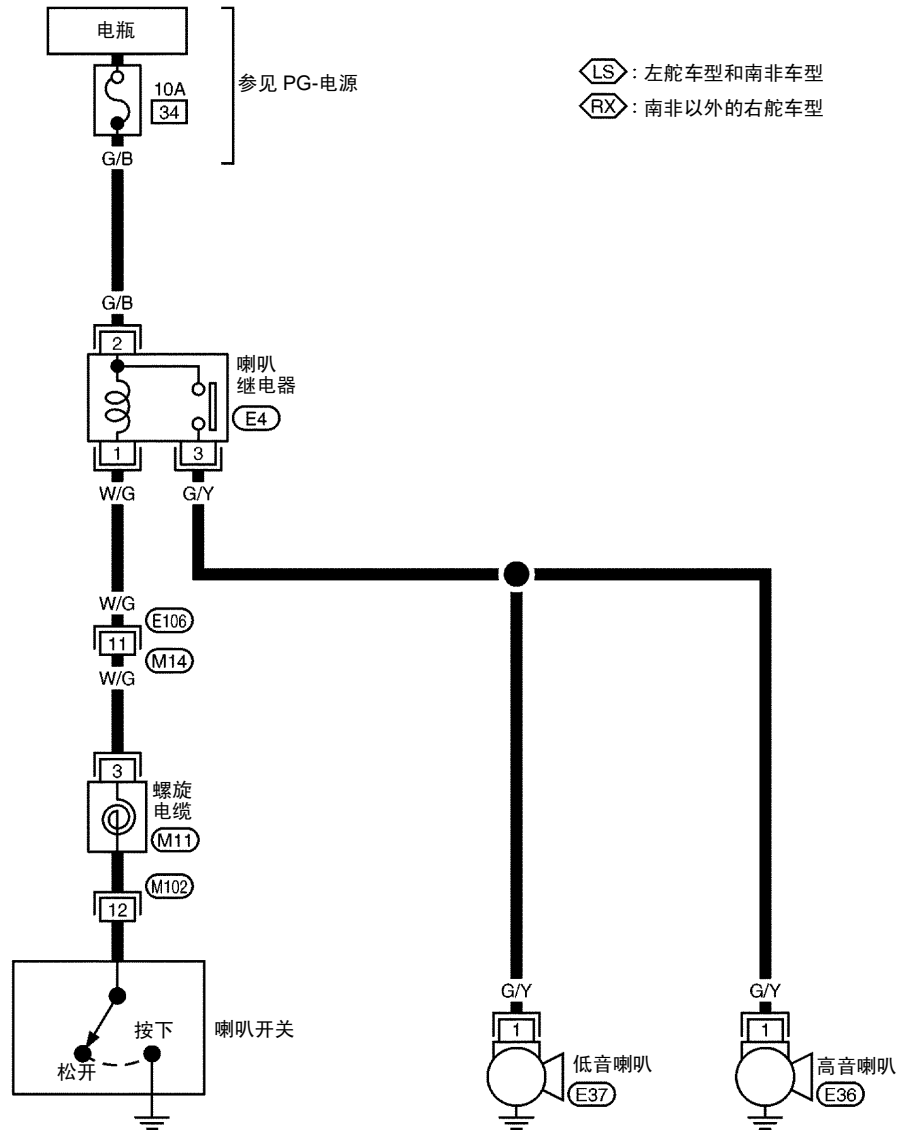 电瓶
10A
34
参见 PG-电源
LS : 左舵车型和南非车型
RX : 南非以外的右舵车型
G/B
G/B
2
喇叭
继电器
E4
1
3
W/G
G/Y
W/G
E106
11
M14
W/G
3
螺旋
电缆
M11
M102
12
喇叭开关
按下
松开
G/Y
G/Y
1
1
低音喇叭
E37
高音喇叭
E36